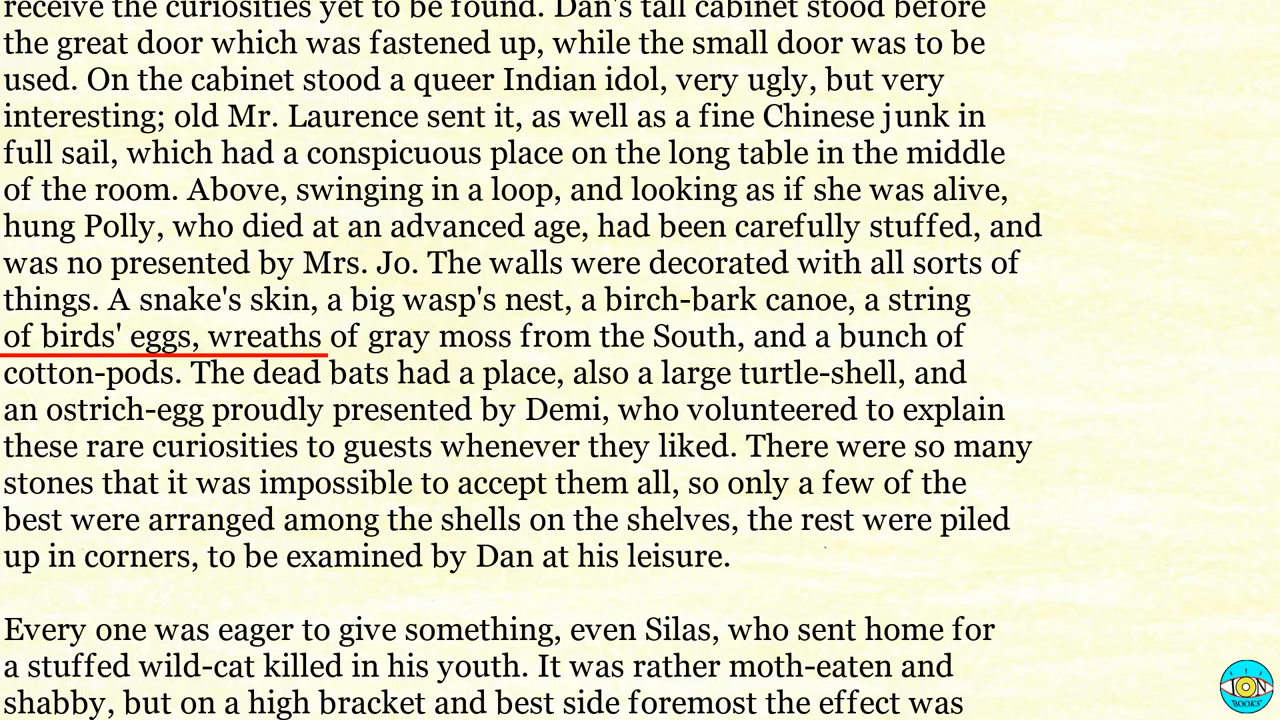 receive the curiosities yet to be found. Dan's tall cabinet stood before
the great door which was fastened up, while the small door was to be
used. On the cabinet stood a queer Indian idol, very ugly, but very
interesting; old Mr. Laurence sent it, as well as a fine Chinese junk in
full sail, which had a conspicuous place on the long table in the middle
of the room. Above, swinging in a loop, and looking as if she was alive,
hung Polly, who died at an advanced age, had been carefully stuffed, and
was no presented by Mrs. Jo. The walls were decorated with all sorts of
things. A snake's skin, a big wasp's nest, a birch-bark canoe, a string
of birds' eggs, wreaths of gray moss from the South, and a bunch of
cotton-pods. The dead bats had a place, also a large turtle-shell, and
an ostrich-egg proudly presented by Demi, who volunteered to explain
these rare curiosities to guests whenever they liked. There were so many
stones that it was impossible to accept them all, so only a few of the
best were arranged among the shells on the shelves, the rest were piled
up in corners, to be examined by Dan at his leisure.
Every one was eager to give something, even Silas, who sent home for
a stuffed wild-cat killed in his youth. It was rather moth-eaten and
shabby, but on a high bracket and best side foremost the effect was
ION
BOOKS